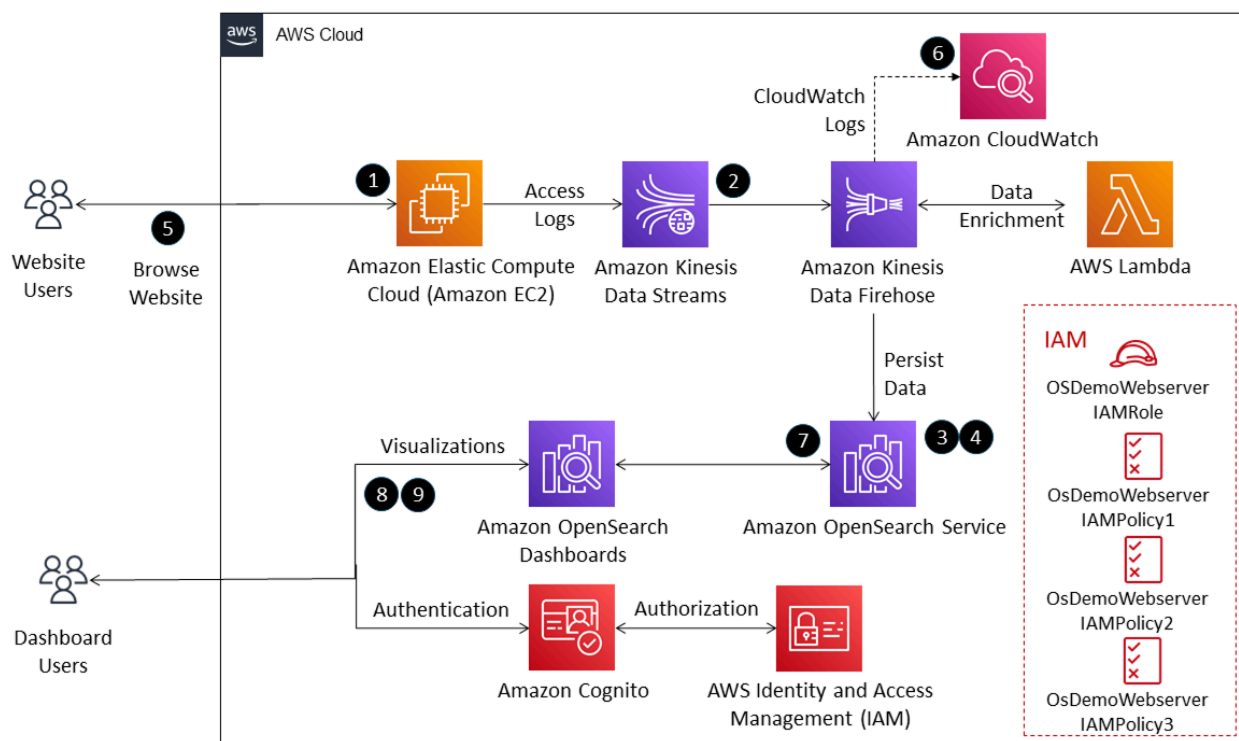 aws
AWS Cloud
6
CloudWatch
Logs
Amazon CloudWatch
1
Access
Logs
2
Data
Enrichment
5
Website
Users
Browse
Website
Amazon Elastic Compute
Cloud (Amazon EC2)
Amazon Kinesis
Data Streams
Amazon Kinesis
Data Firehose
AWS Lambda
Persist
Data
IAM
OSDemoWebserver
IAMRole
OsDemoWebserver
IAMPolicy1
OsDemoWebserver
IAMPolicy2
OsDemoWebserver
IAMPolicy3
Visualizations
8 9
7
3 4
Amazon OpenSearch
Dashboards
Amazon OpenSearch Service
Dashboard
Users
Authentication
Authorization
Amazon Cognito
AWS Identity and Access
Management (IAM)